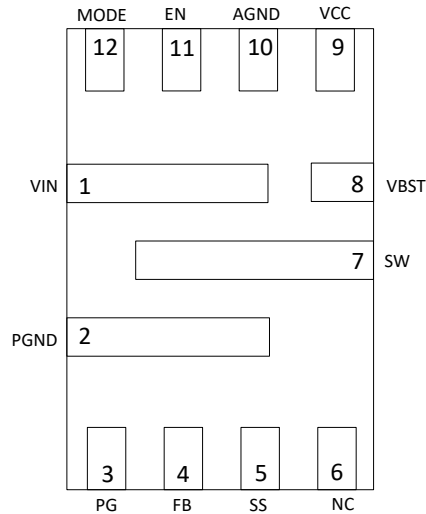 MODE EN AGND VCC
12 11 10 9
VIN 1 8 VBST
7 SW
PGND 2
3 4 5 6
PG FB SS NC